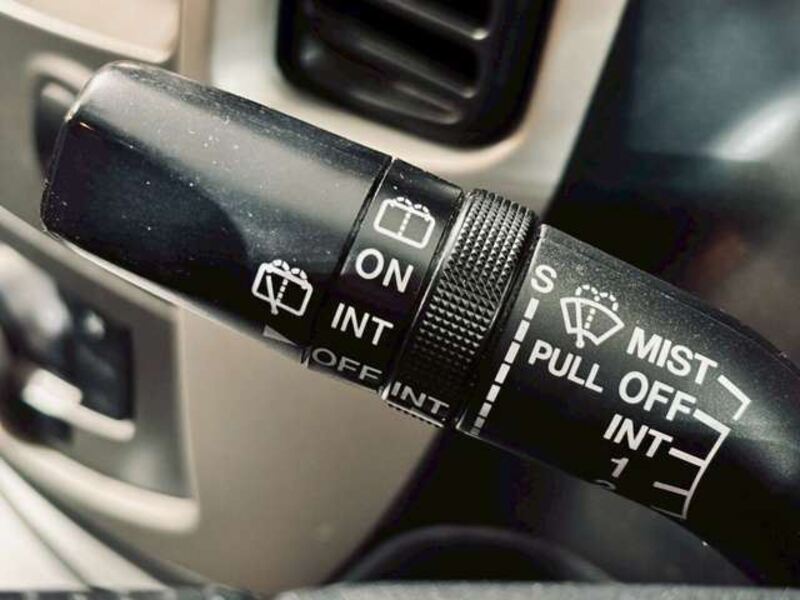 ON
INT
OFF
INT
S
PULL
MIST
OFF
INT
1